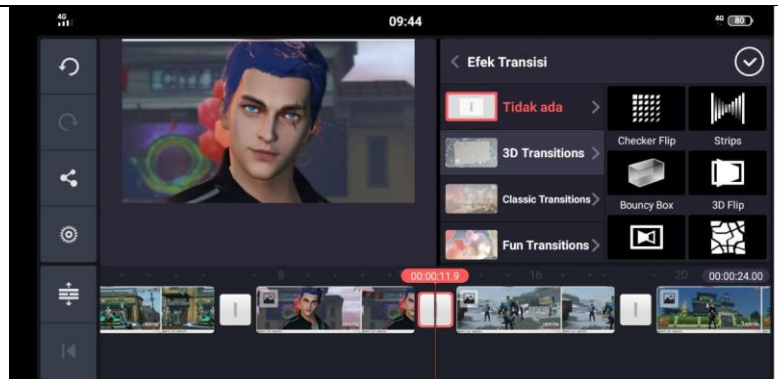 4G
09:44
4G 80
Efek Transisi
Tidak ada
3D Transitions
Classic Transitions
Fun Transitions
Checker Flip
Strips
Bouncy Box
3D Flip
8
00:00:11.9
16
20
00:00:24.00